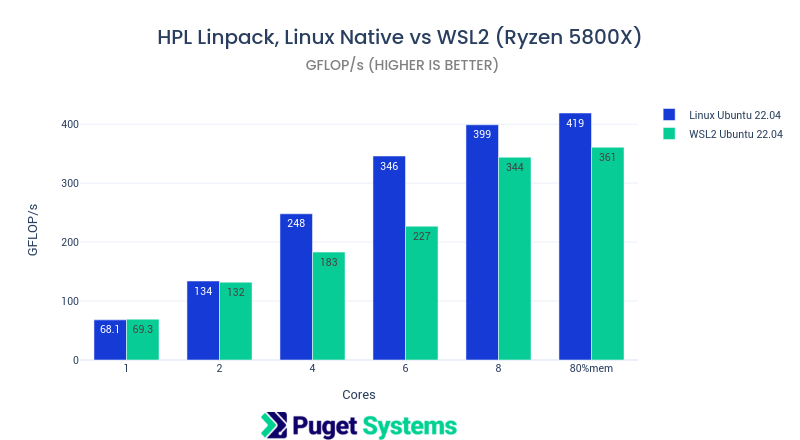 HPL Linpack, Linux Native vs WSL2 (Ryzen 5800X)
GFLOP/s (HIGHER IS BETTER)
Linux Ubuntu 22.04
WSL2 Ubuntu 22.04
GFLOP/s
400
300
200
100
0
68.1 69.3
134 132
248 183
346 227
399 344
419 361
1 2 4 6 8 80%mem
Cores
Puget Systems